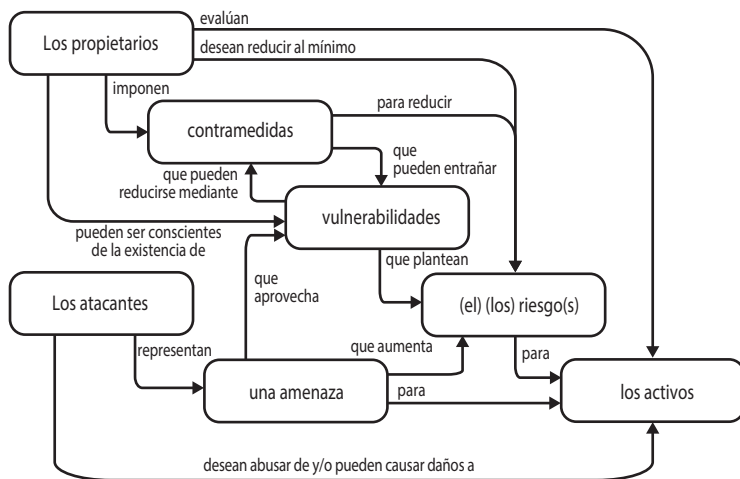 evalúan
Los propietarios
desean reducir al mínimo
imponen
para reducir
contramedidas
que
pueden entrañar
que pueden
reducirse mediante
vulnerabilidades
pueden ser conscientes
de la existencia de
que plantean
que
aprovecha
Los atacantes
(el) (los) riesgo(s)
representan
que aumenta
para
una amenaza
para
los activos
desean abusar de y/o pueden causar daños a